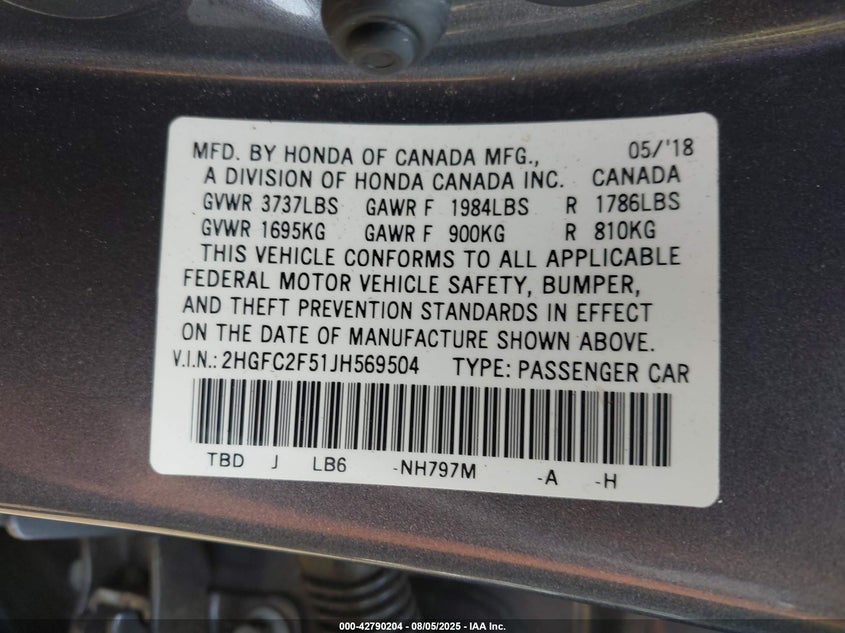 MFD. BY HONDA OF CANADA MFG., 05/'18
A DIVISION OF HONDA CANADA INC. CANADA
GVWR 3737LBS GAWR F 1984LBS R 1786LBS
GVWR 1695KG GAWR F 900KG R 810KG
THIS VEHICLE CONFORMS TO ALL APPLICABLE
FEDERAL MOTOR VEHICLE SAFETY, BUMPER,
AND THEFT PREVENTION STANDARDS IN EFFECT
ON THE DATE OF MANUFACTURE SHOWN ABOVE.
V.I.N.: 2HGFC2F51JH569504 TYPE: PASSENGER CAR
TBD J LB6 -NH797M -A -H
000-42790204 - 08/05/2025 - IAA Inc.